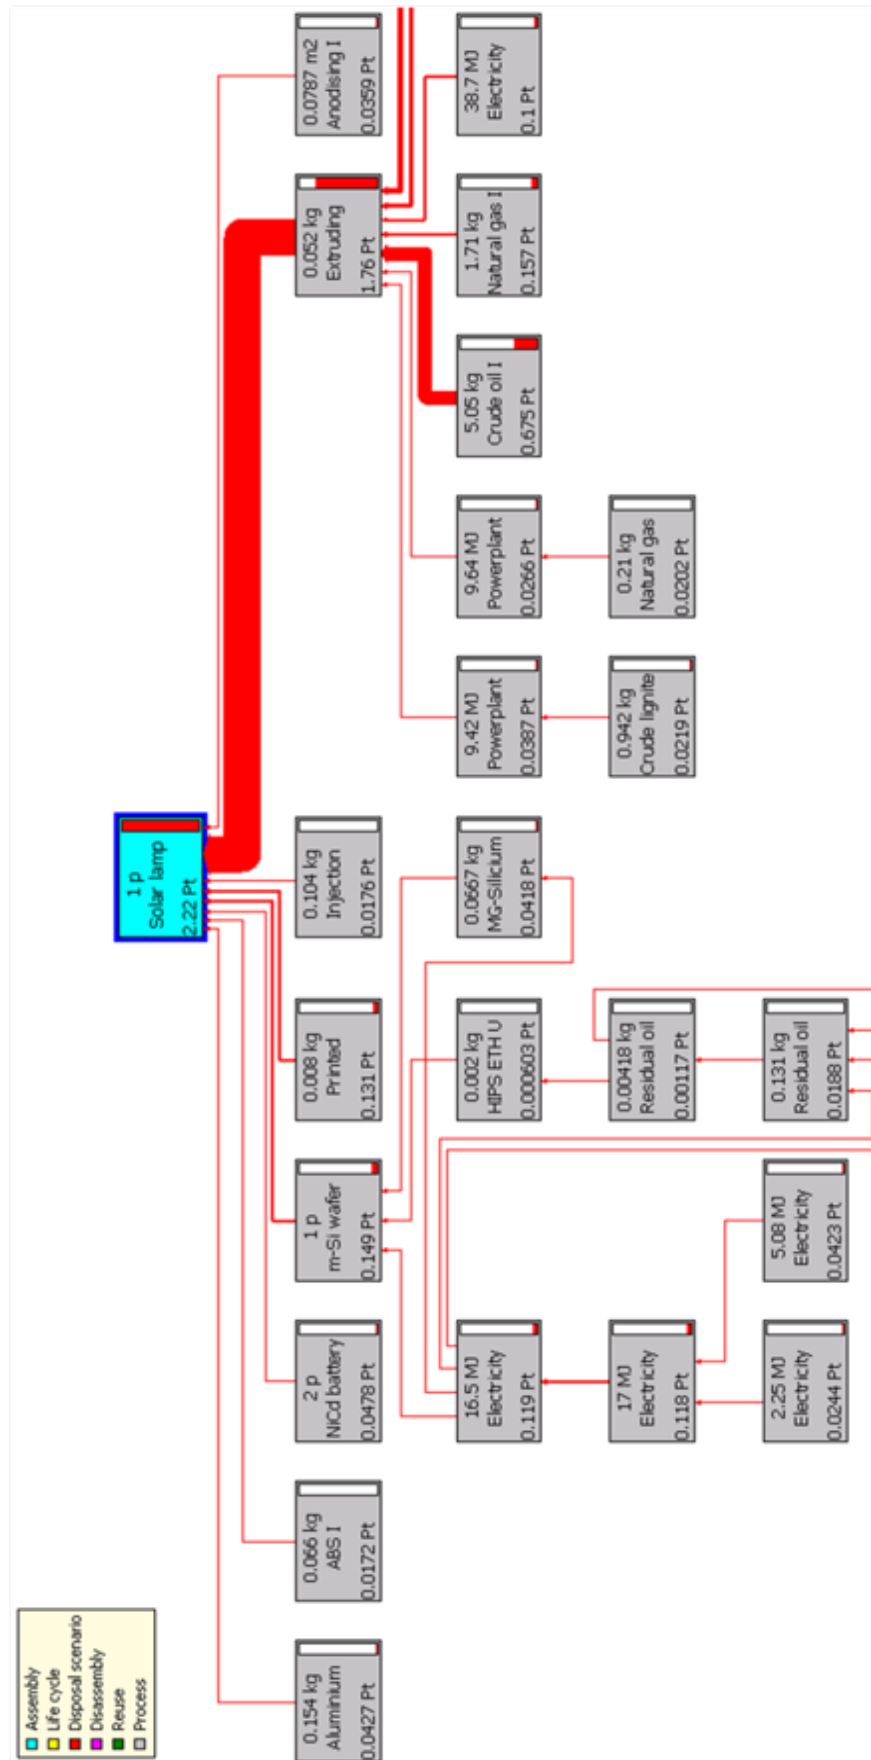 Assembly
Life cycle
Disposal scenario
Disassembly
Reuse
Process
1 p
Solar lamp
2.22 Pt
0.154 kg
Aluminium
0.0427 Pt
0.066 kg
ABS I
0.0172 Pt
2 p
NiCd battery
0.0478 Pt
1 p
m-Si wafer
0.149 Pt
0.008 kg
Printed
0.131 Pt
0.104 kg
Injection
0.0176 Pt
0.052 kg
Extruding
1.76 Pt
0.0787 m2
Anodising I
0.0359 Pt
16.5 MJ
Electricity
0.119 Pt
0.002 kg
HIPS ETH U
0.000603 Pt
0.0667 kg
MG-Silicium
0.0418 Pt
9.42 MJ
Powerplant
0.0387 Pt
9.64 MJ
Powerplant
0.0266 Pt
5.05 kg
Crude oil I
0.675 Pt
1.71 kg
Natural gas I
0.157 Pt
38.7 MJ
Electricity
0.1 Pt
17 MJ
Electricity
0.118 Pt
0.00418 kg
Residual oil
0.00117 Pt
0.942 kg
Crude lignite
0.0219 Pt
0.21 kg
Natural gas
0.0202 Pt
2.25 MJ
Electricity
0.0244 Pt
5.08 MJ
Electricity
0.0423 Pt
0.131 kg
Residual oil
0.0188 Pt